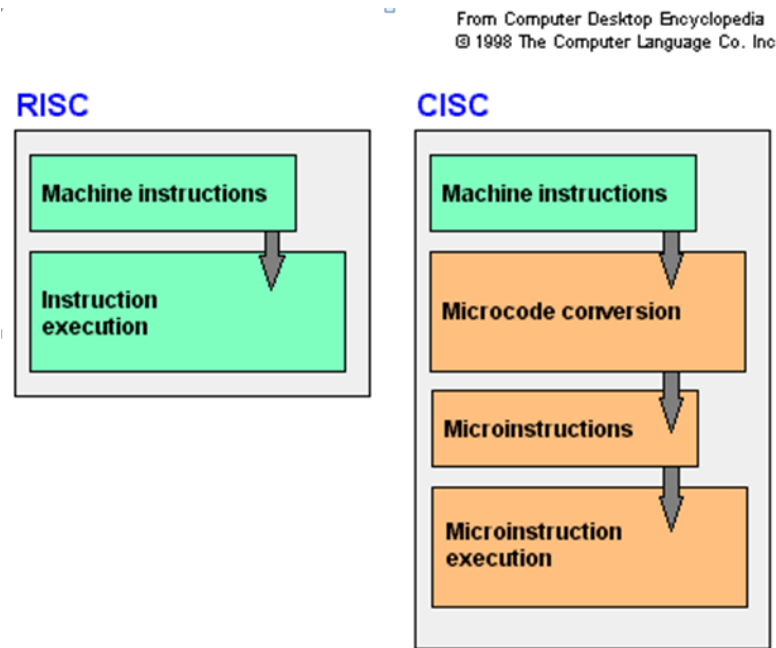 From Computer Desktop Encyclopedia
© 1998 The Computer Language Co. Inc
RISC
Machine instructions
Instruction
execution
CISC
Machine instructions
Microcode conversion
Microinstructions
Microinstruction
execution